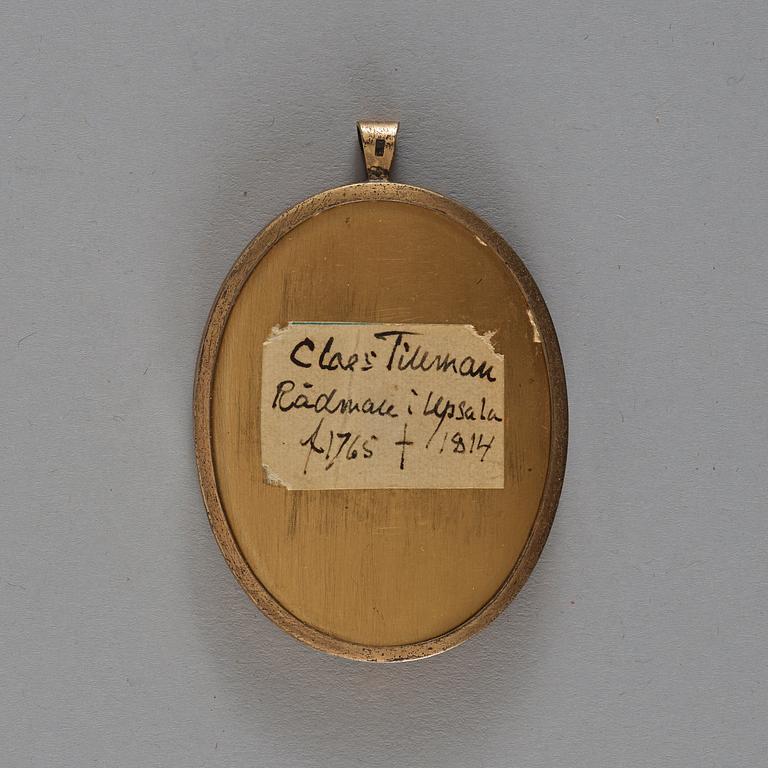 Claes Tillman
Rådman i Upsala
f 1765 † 1814